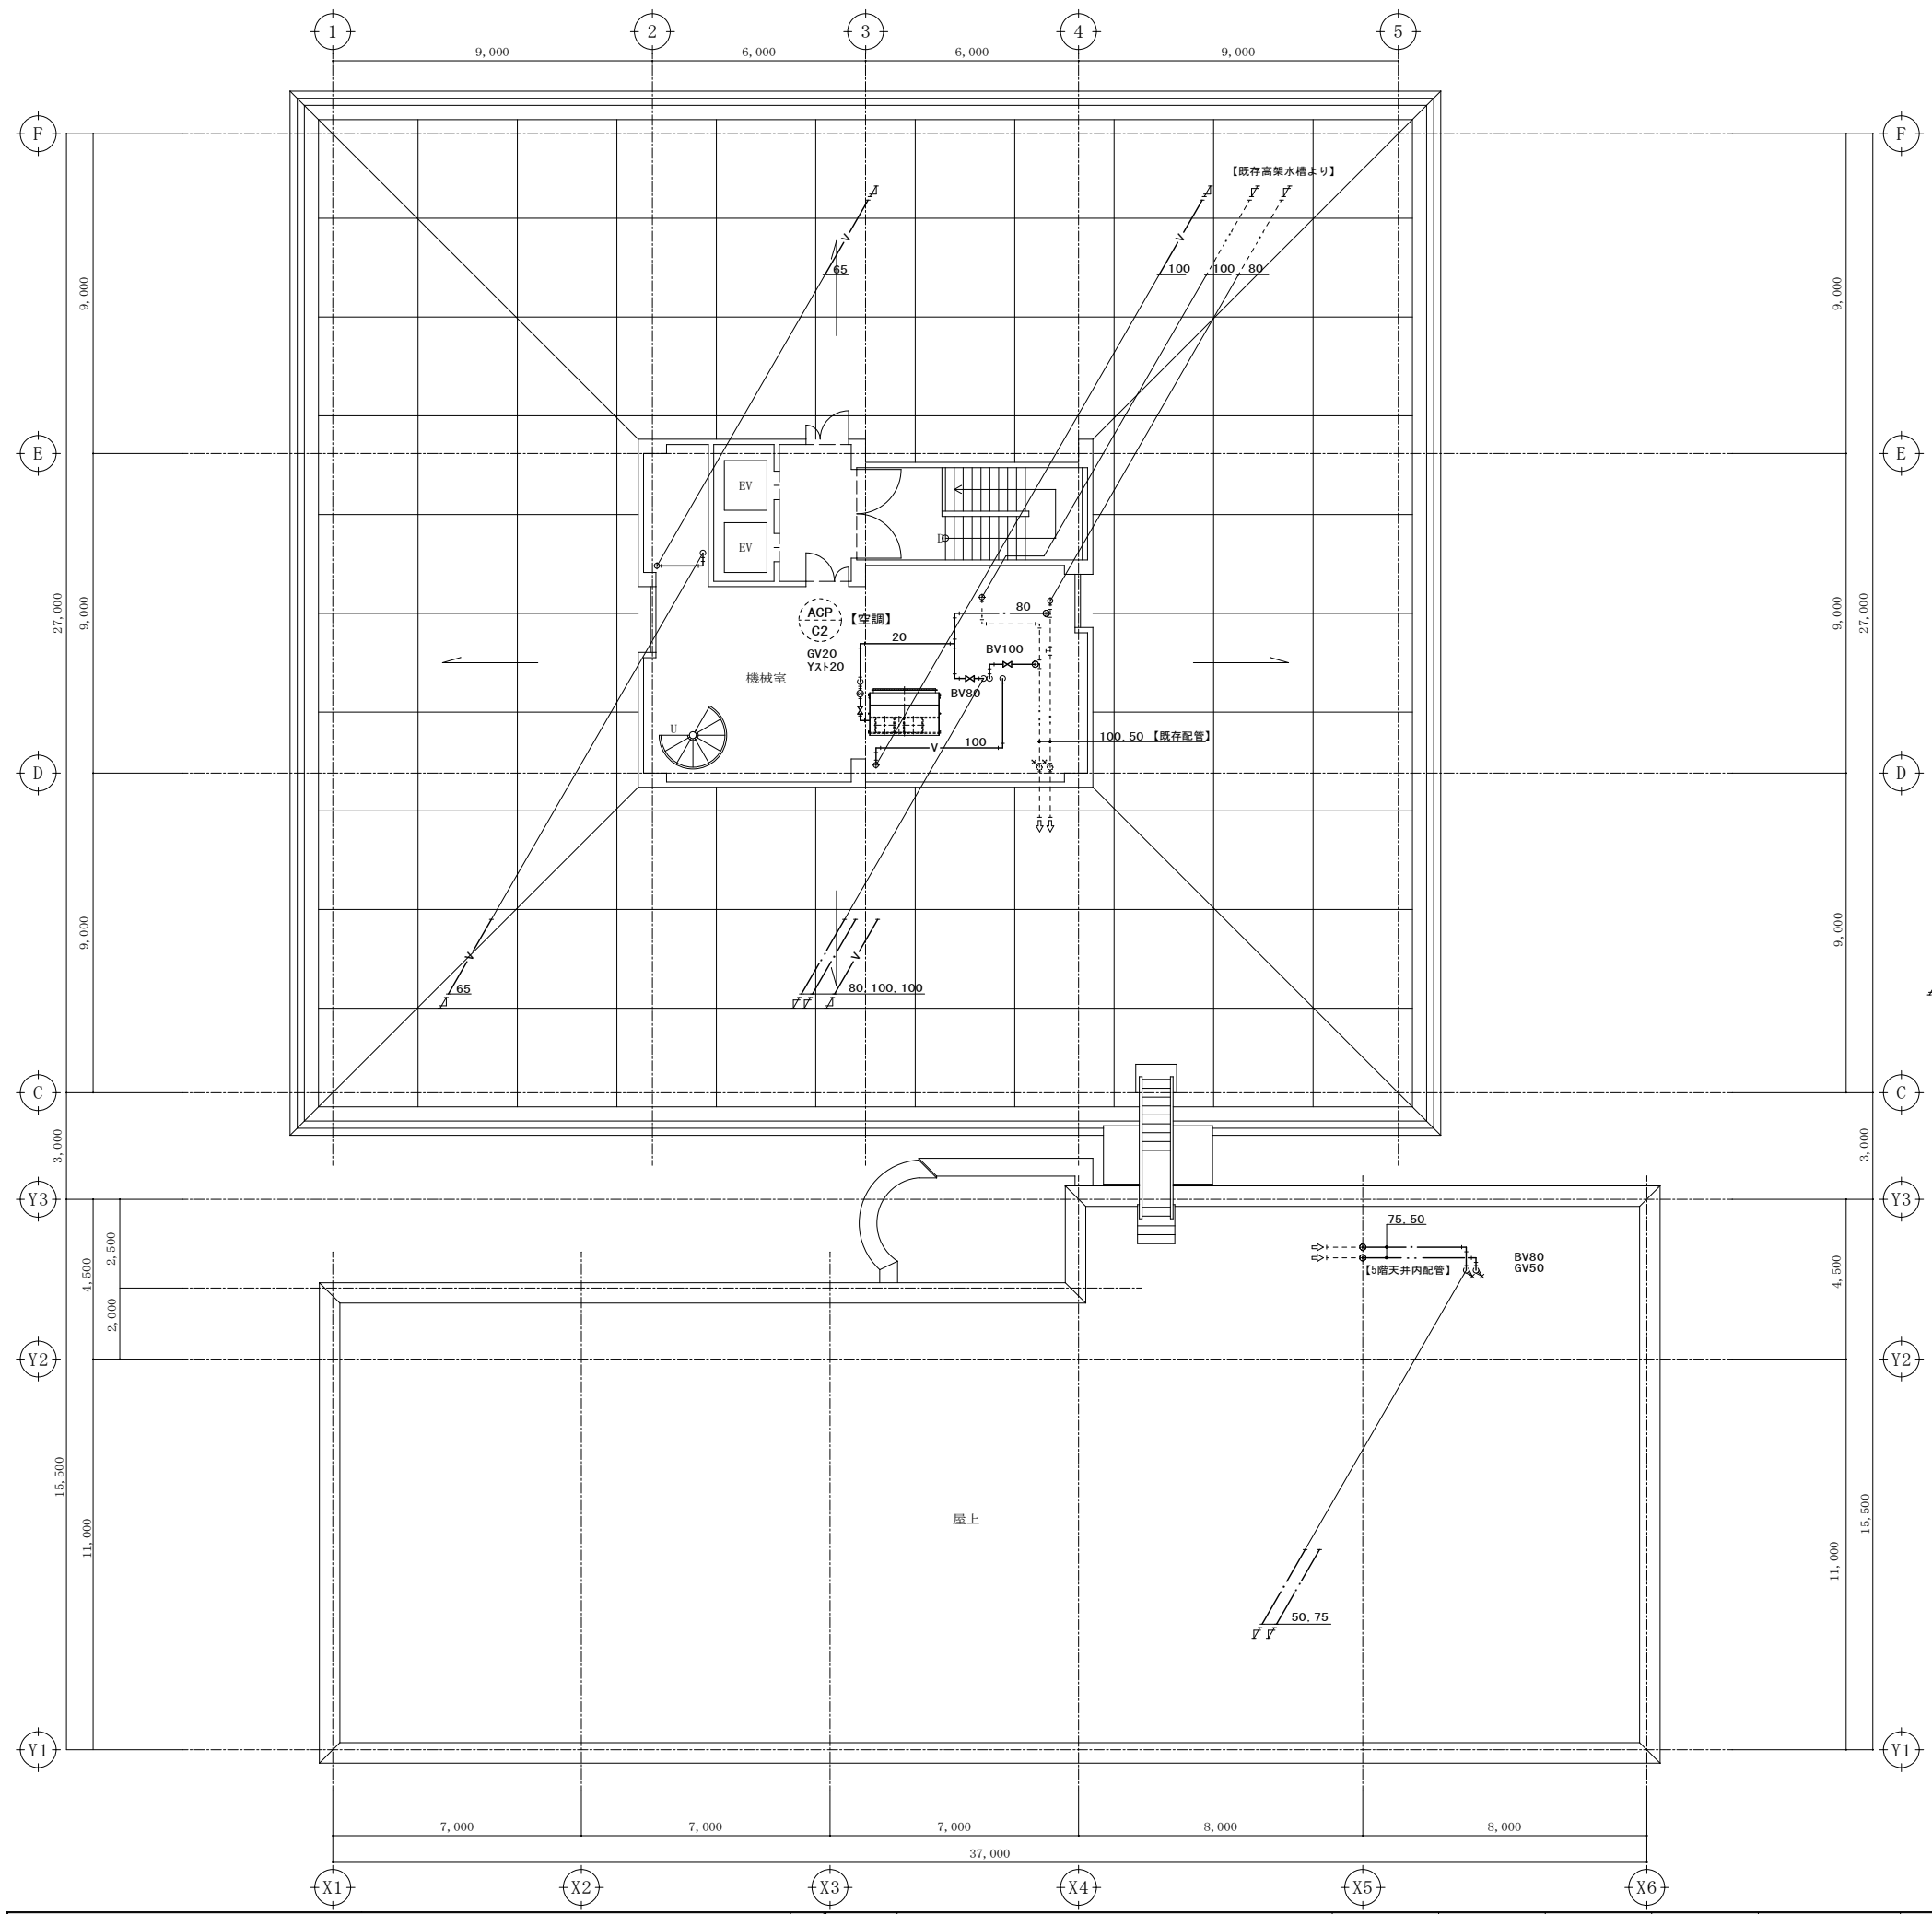 1 2 3 4 5
9,000 6,000 6,000 9,000
F F
【既存高架水槽より】
65 100 100 80
9,000 9,000
E E
EV
EV
D
27,000 9,000 9,000 27,000
ACP
C2
【空調】
80
20
GV20
Yスト20
BV100
機械室
BV80
U
100,50 【既存配管】
V 100
D D
9,000 9,000
V V V V
65 80,100,100
C C
3,000 3,000
Y3 Y3
75,50
2,500
4,500 4,500
【5階天井内配管】
BV80
GV50
2,000
Y2 Y2
15,500 15,500
11,000 11,000
屋上
50,75
Y1 Y1
7,000 7,000 7,000 8,000 8,000
37,000
X1 X2 X3 X4 X5 X6